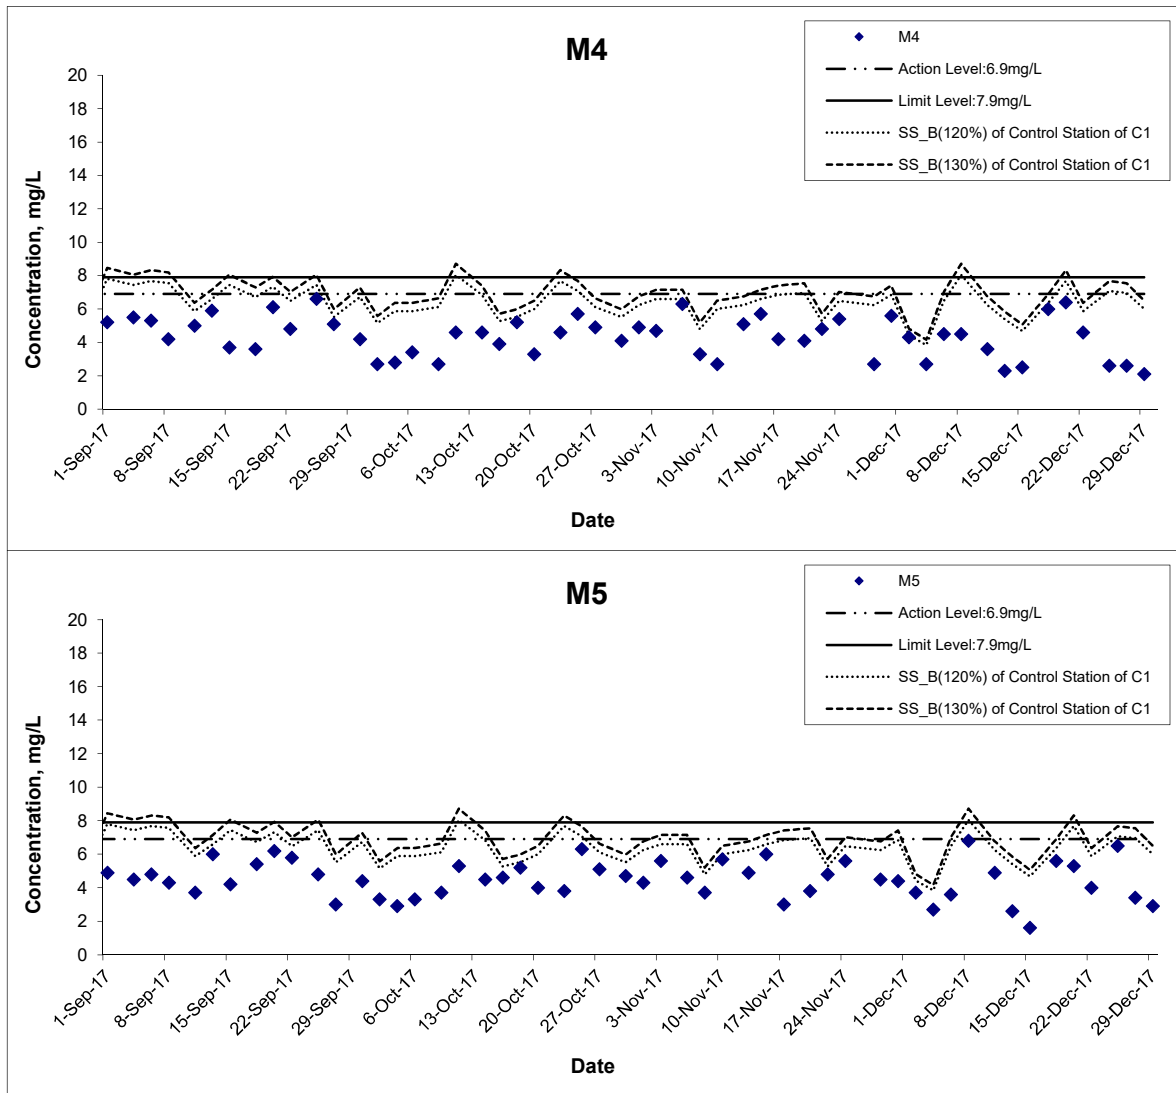 M4
M4
Action Level:6.9mg/L
Limit Level:7.9mg/L
SS_B(120%) of Control Station of C1
SS_B(130%) of Control Station of C1
Concentration, mg/L
20
18
16
14
12
10
8
6
4
2
0
1-Sep-17
8-Sep-17
15-Sep-17
22-Sep-17
29-Sep-17
6-Oct-17
13-Oct-17
20-Oct-17
27-Oct-17
3-Nov-17
10-Nov-17
17-Nov-17
24-Nov-17
1-Dec-17
8-Dec-17
15-Dec-17
22-Dec-17
29-Dec-17
Date
M5
M5
Action Level:6.9mg/L
Limit Level:7.9mg/L
SS_B(120%) of Control Station of C1
SS_B(130%) of Control Station of C1
Concentration, mg/L
20
18
16
14
12
10
8
6
4
2
0
1-Sep-17
8-Sep-17
15-Sep-17
22-Sep-17
29-Sep-17
6-Oct-17
13-Oct-17
20-Oct-17
27-Oct-17
3-Nov-17
10-Nov-17
17-Nov-17
24-Nov-17
1-Dec-17
8-Dec-17
15-Dec-17
22-Dec-17
29-Dec-17
Date